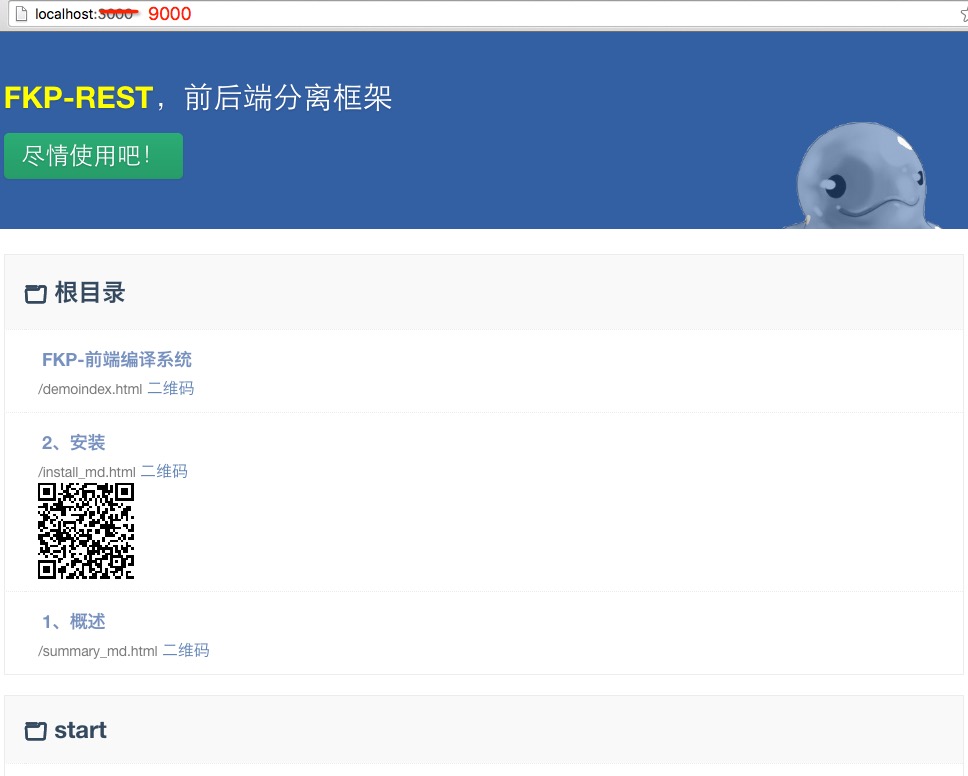 localhost:3000 9000
FKP-REST，前后端分离框架
尽情使用吧！
根目录
FKP-前端编译系统
/demoindex.html 二维码
2、安装
/install_md.html 二维码
1、概述
/summary_md.html 二维码
start